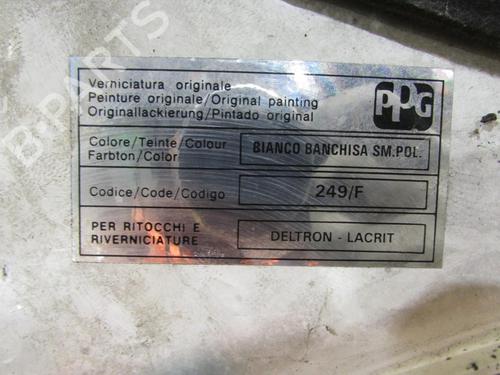 Verniciatura originale
Peinture originale/Original painting
Originallackierung/Pintado original
PPG
Colore/Teinte/Colour
Farbton/Color
BIANCO BANCHISA SM.POL.
Codice/Code/Codigo
249/F
PER RITOCCHI E
RIVERNICIATURE
DELTRON - LACRIT
B-PARTS